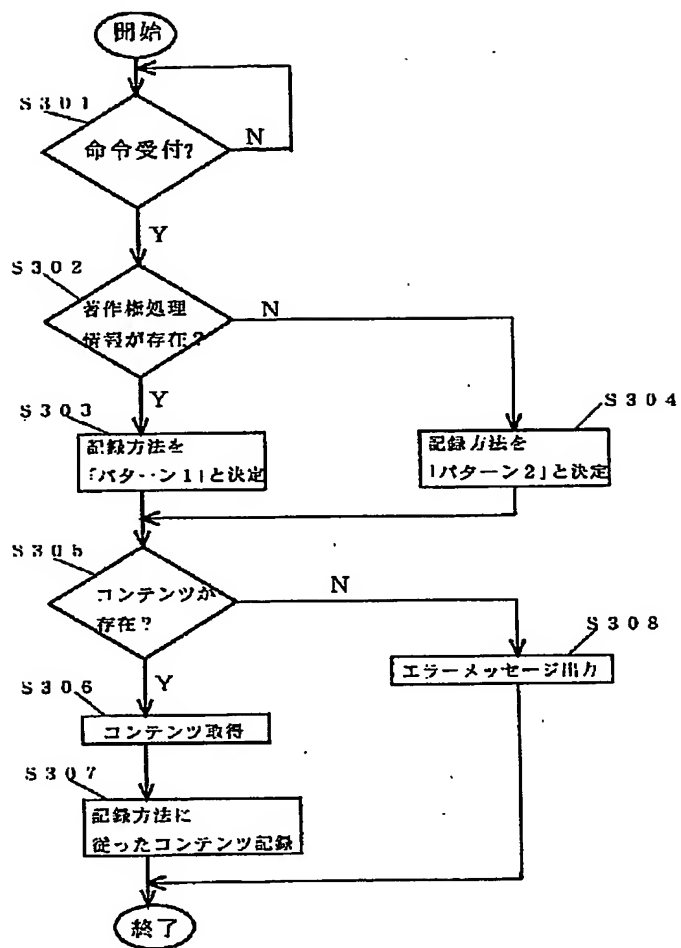 開始
S301
命令受付?
N
Y
S302
著作権処理
情報が存在?
N
Y
S303
記録方法を
「パターン1」と決定
S304
記録方法を
「パターン2」と決定
S305
コンテンツが
存在?
N
Y
S308
エラーメッセージ出力
S306
コンテンツ取得
S307
記録方法に
従ったコンテンツ記録
終了